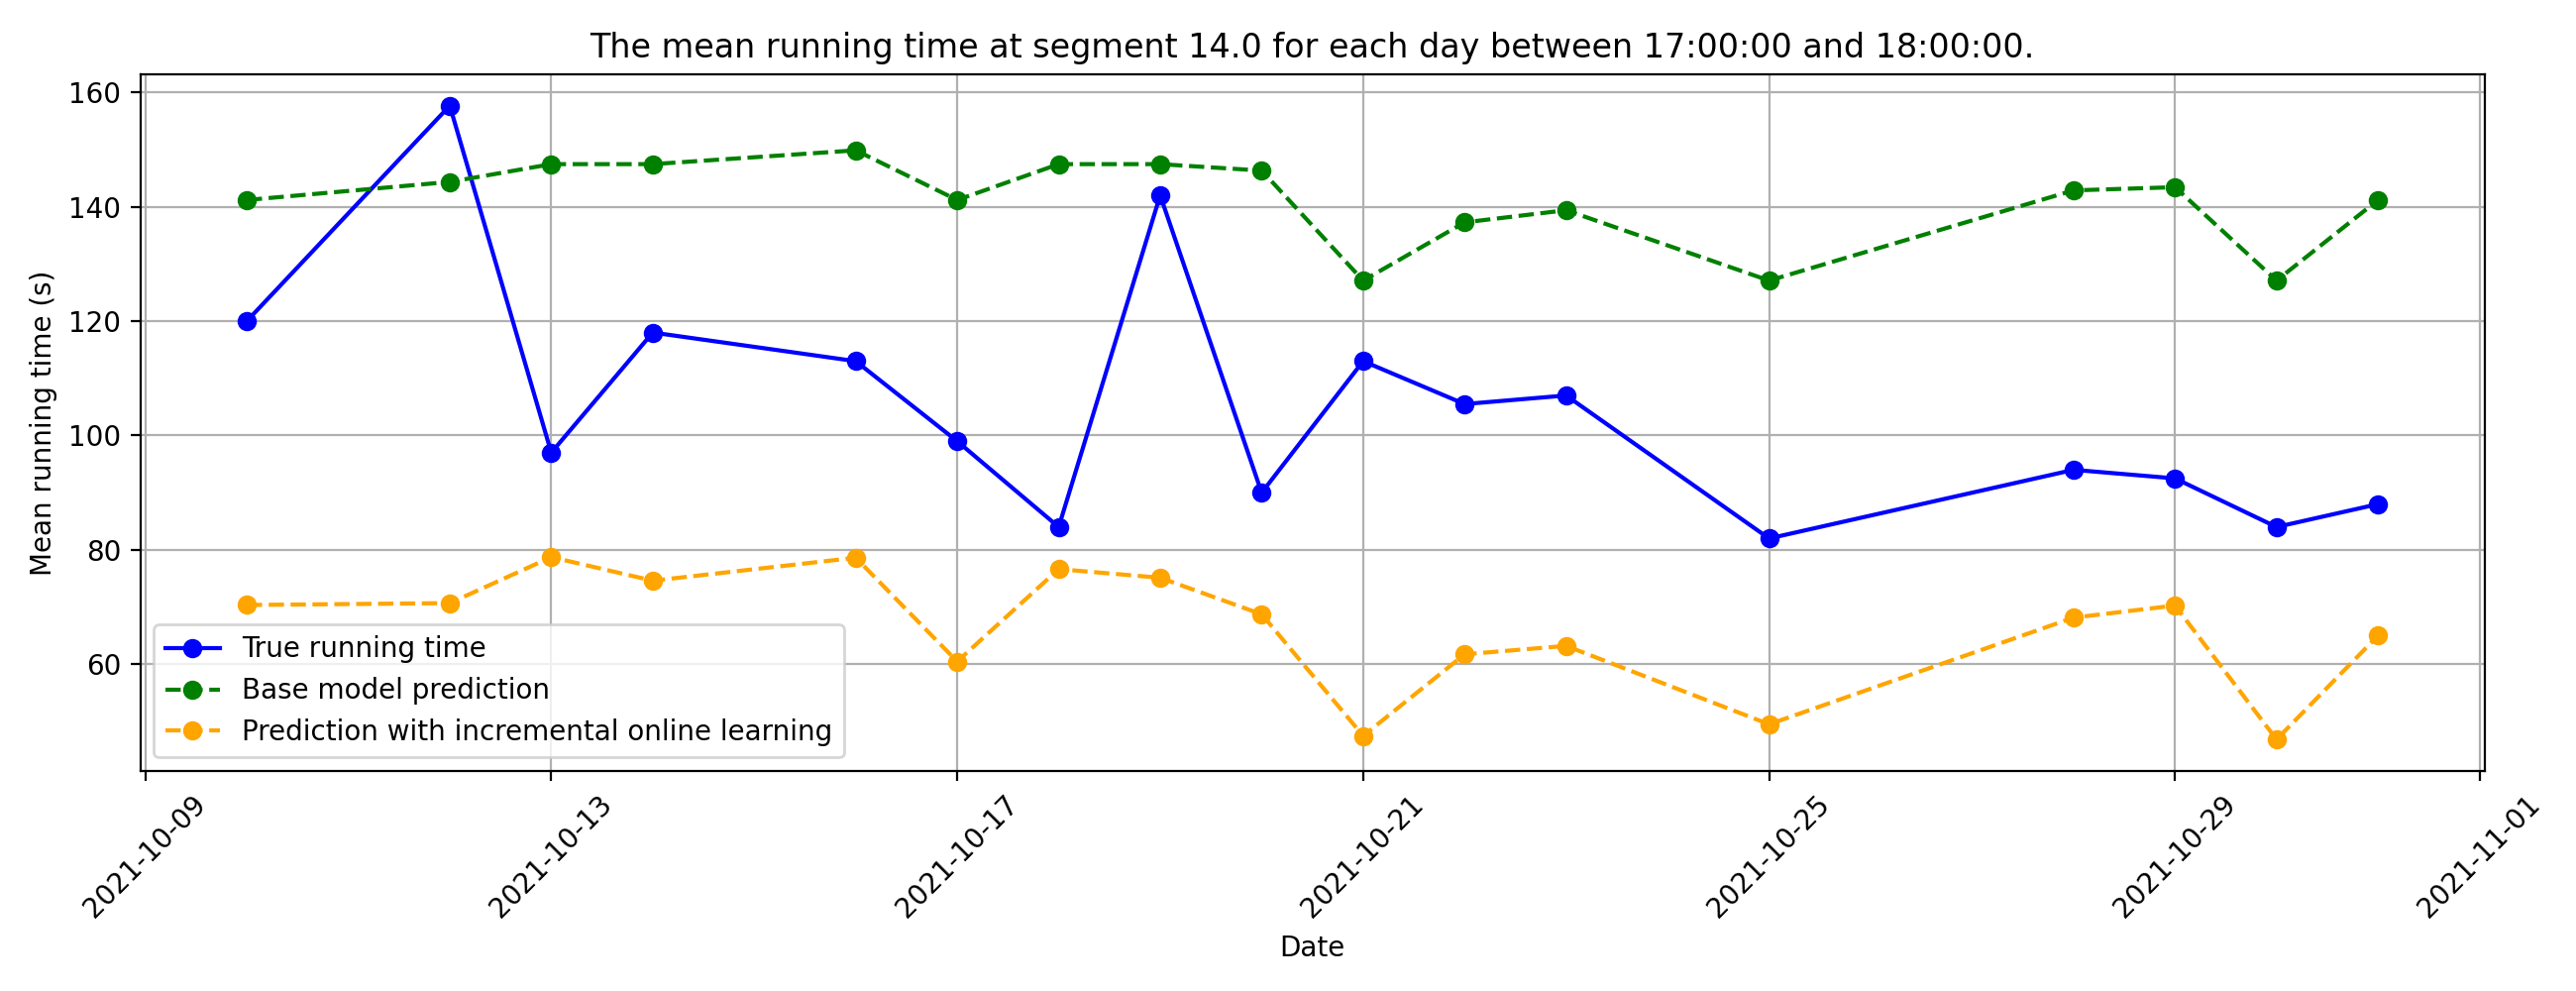 The mean running time at segment 14.0 for each day between 17:00:00 and 18:00:00.
Mean running time (s)
160
140
120
100
80
60
True running time
Base model prediction
Prediction with incremental online learning
2021-10-09
2021-10-13
2021-10-17
2021-10-21
2021-10-25
2021-10-29
2021-11-01
Date